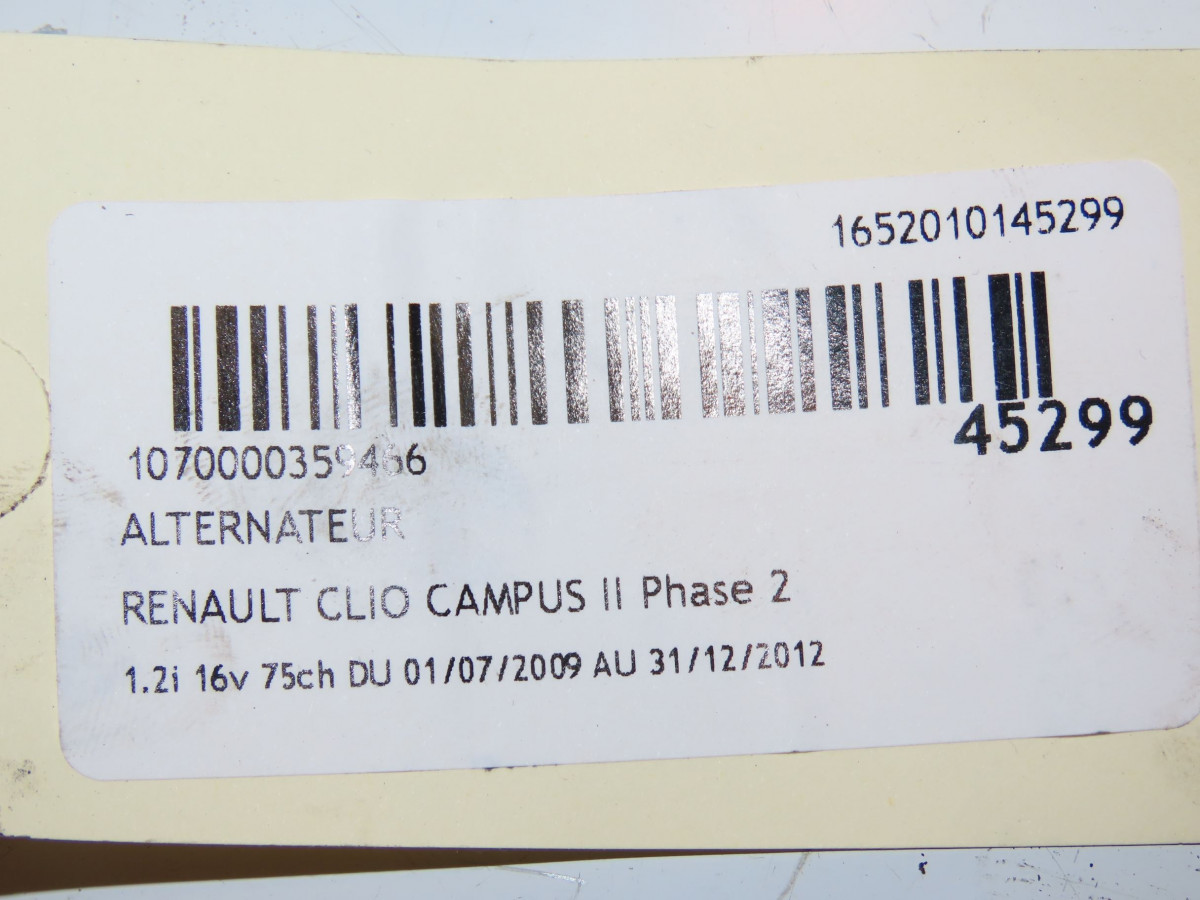 1652010145299
45299
1070000359466
ALTERNATEUR
RENAULT CLIO CAMPUS II Phase 2
1.2i 16v 75ch DU 01/07/2009 AU 31/12/2012